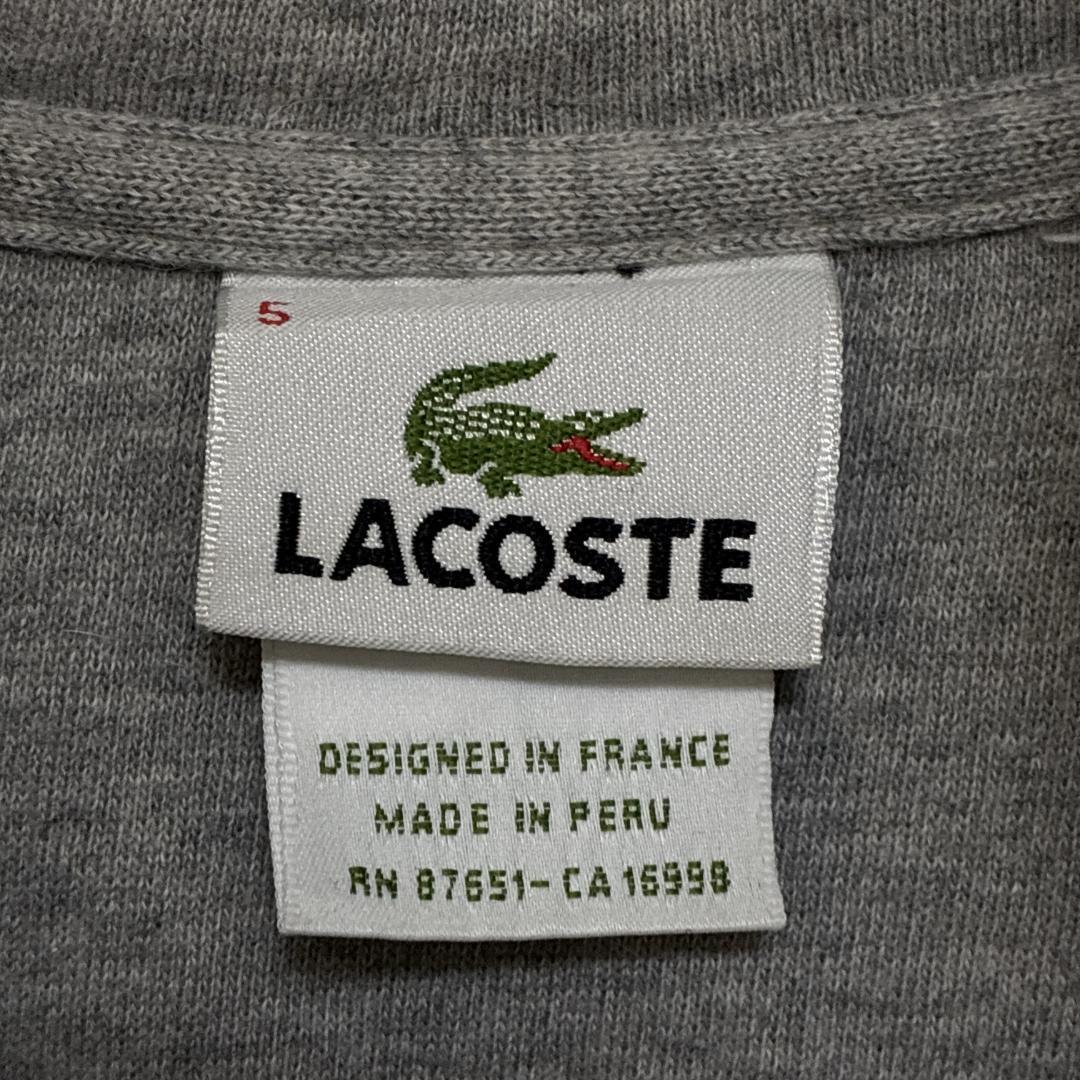 5
LACOSTE
DESIGNED IN FRANCE
MADE IN PERU
RN 87651-CA 16998